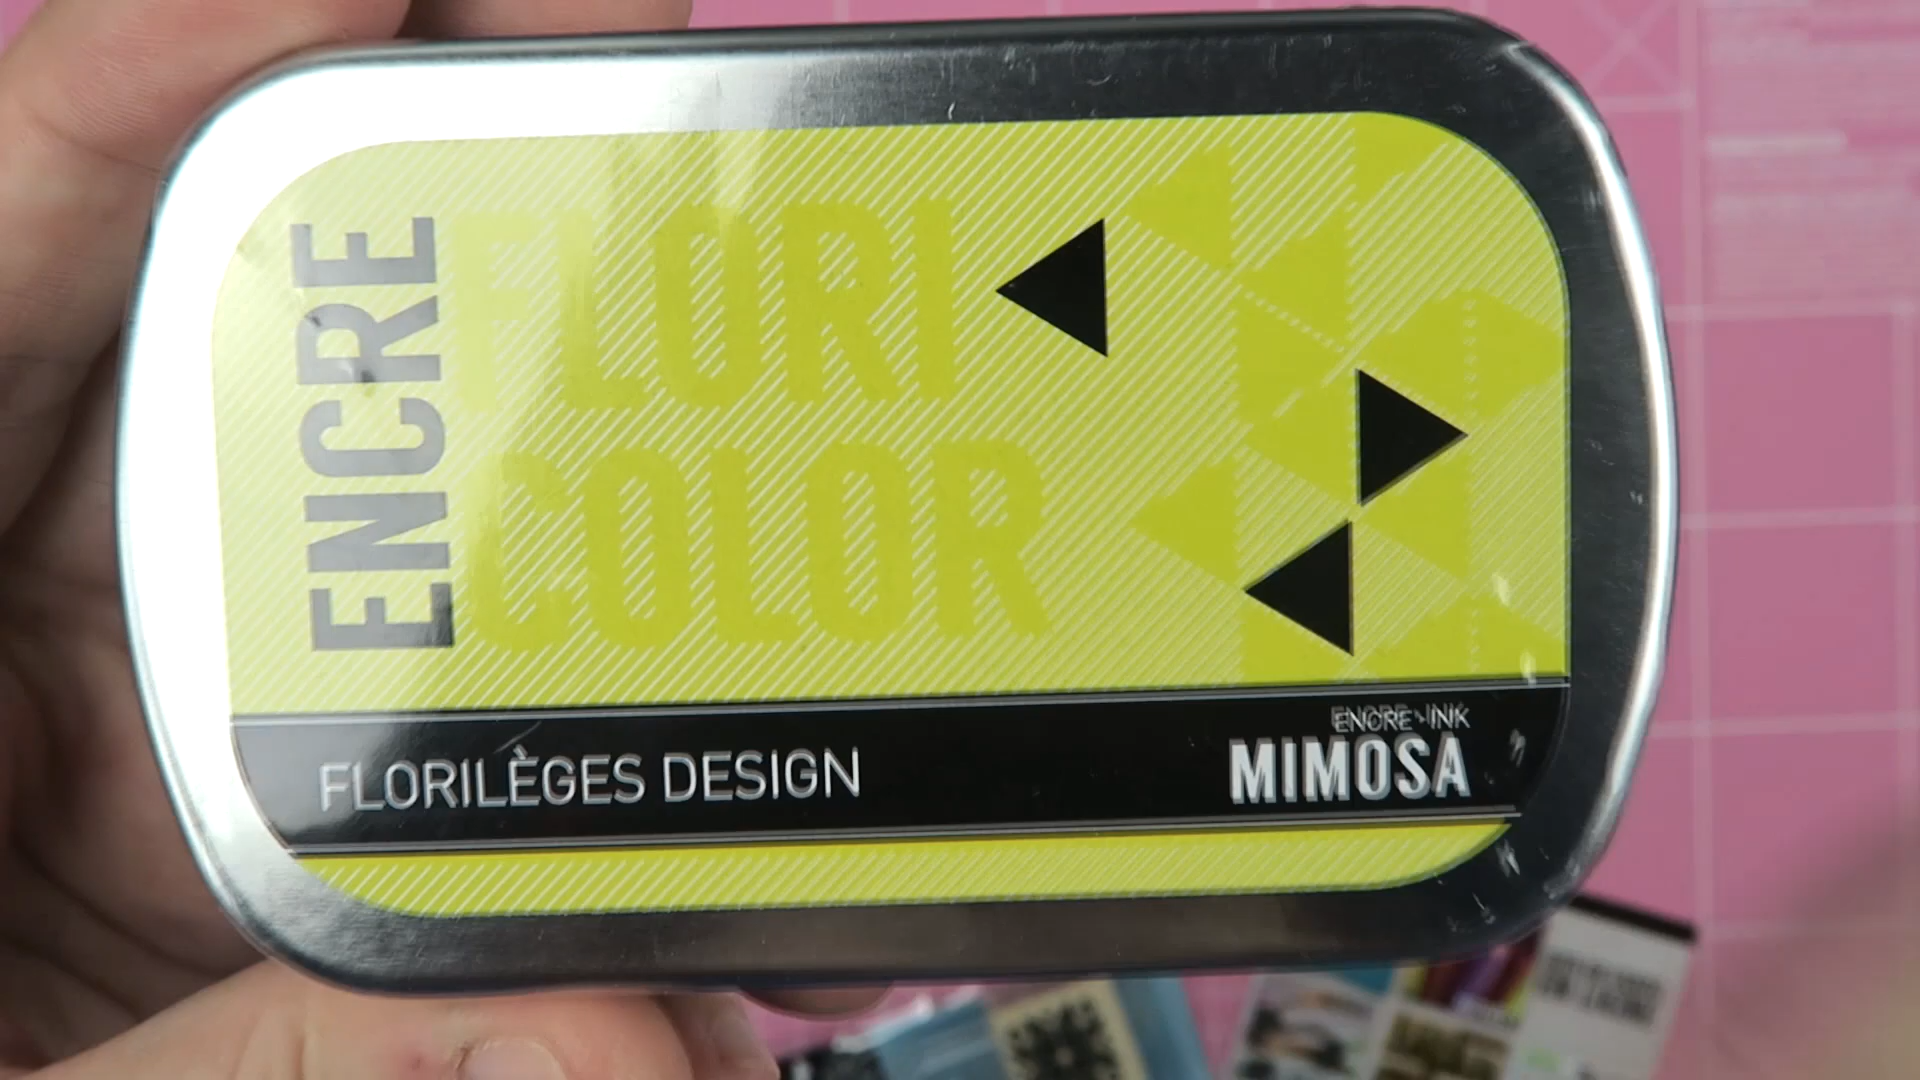 ENCRE
FLORI
COLOR
ENCRE - INK
FLORILÈGES DESIGN
MIMOSA